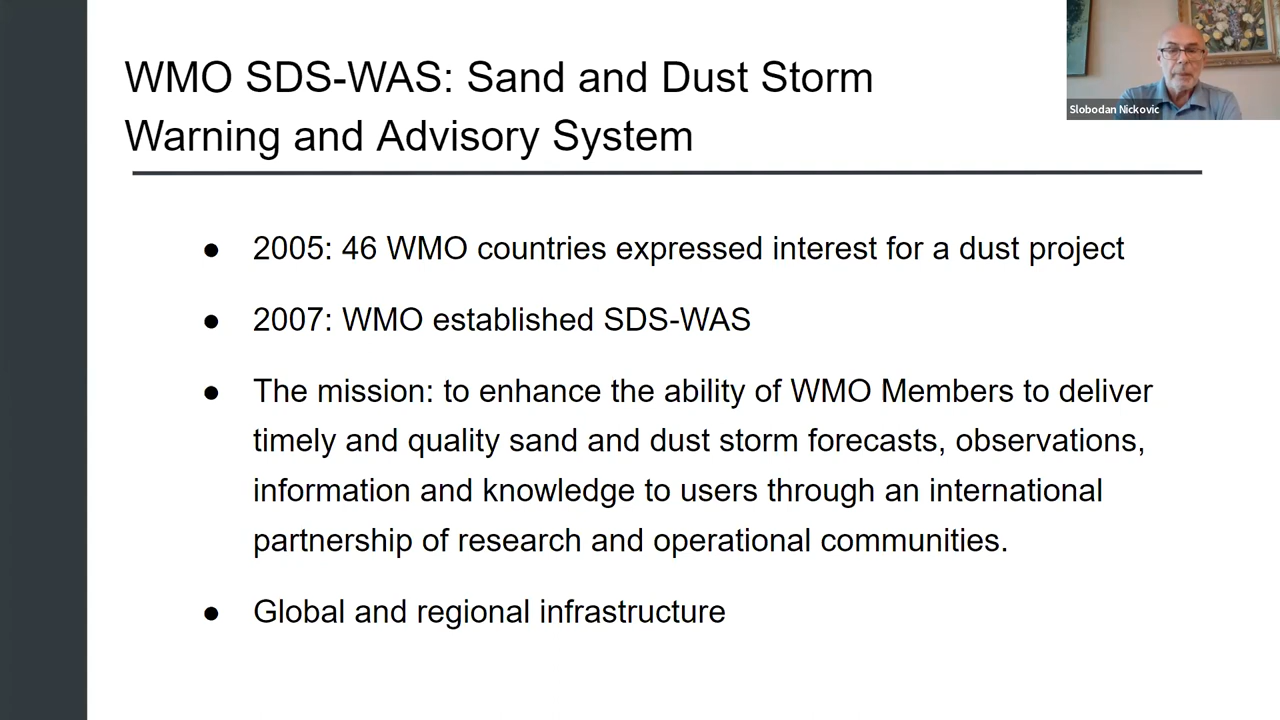 WMO SDS-WAS: Sand and Dust Storm
Warning and Advisory System
Slobodan Nickovic
● 2005: 46 WMO countries expressed interest for a dust project
● 2007: WMO established SDS-WAS
● The mission: to enhance the ability of WMO Members to deliver
timely and quality sand and dust storm forecasts, observations,
information and knowledge to users through an international
partnership of research and operational communities.
● Global and regional infrastructure